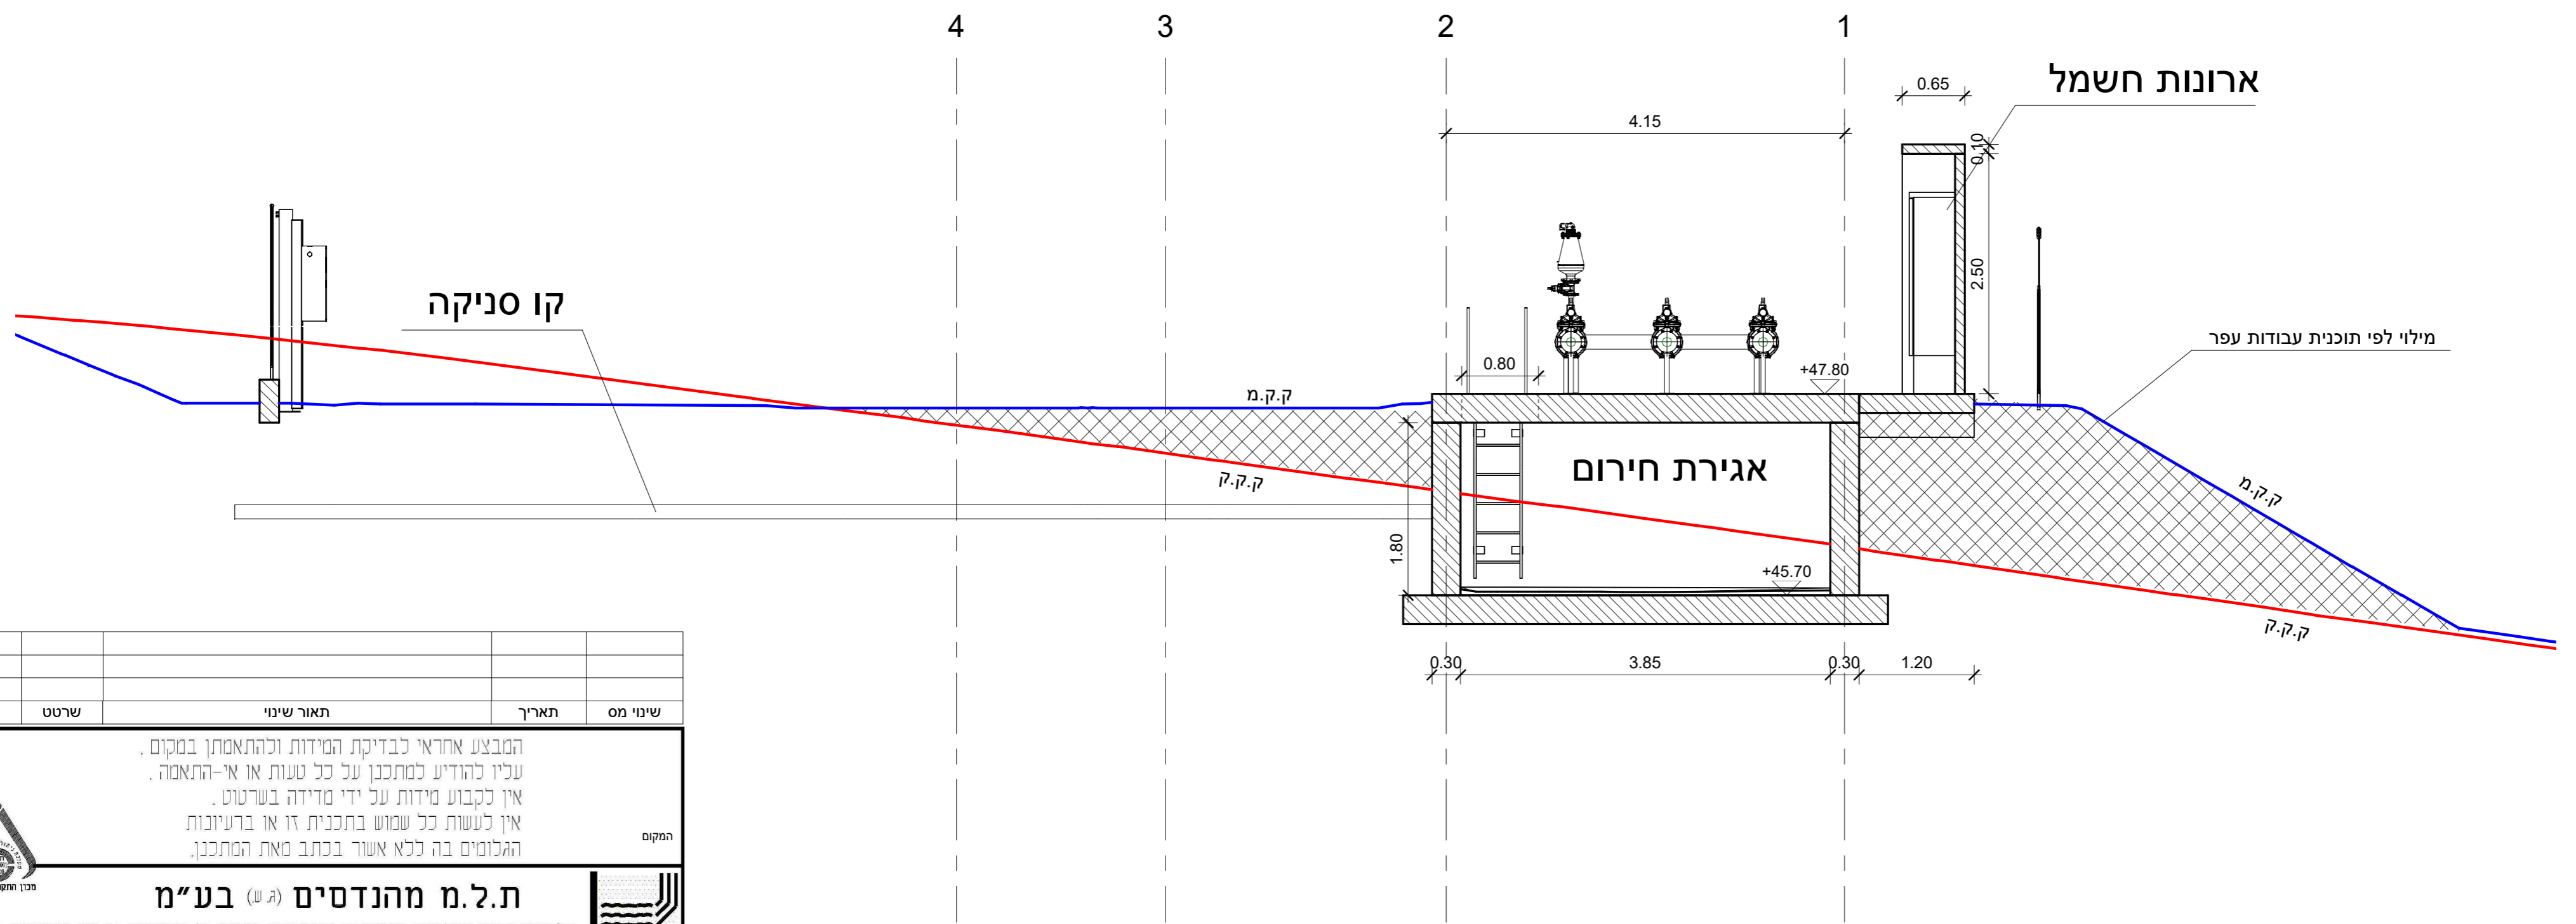 4
3
2
1
ארונות חשמל
0.65
4.15
0.10
2.50
קו סניקה
מילוי לפי תוכנית עבודות עפר
0.80
+47.80
ק.ק.מ
אגירת חירום
ק.ק.ק
ק.ק.מ
1.80
+45.70
ק.ק.ק
0.30
3.85
0.30
1.20
שינוי מס
תאריך
תאור שינוי
שרטט
המבצע אחראי לבדיקת המידות ולהתאמתן במקום .
עליו להודיע למתכנן על כל טעות או אי-התאמה .
אין לקבוע מידות על ידי מדידה בשרטוט .
אין לעשות כל שמוש בתכנית זו או ברעיונות
הגלומים בה ללא אשור בכתב מאת המתכנן.
המקום
ת.ל.מ מהנדסים (ג.ש) בע״מ